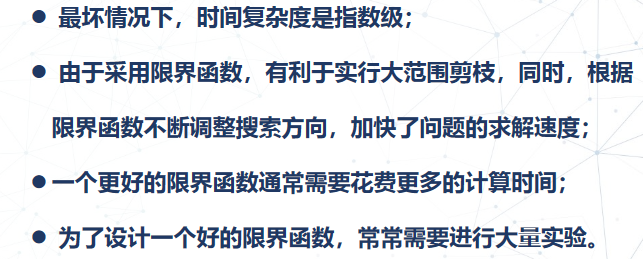 ● 最坏情况下，时间复杂度是指数级；
● 由于采用限界函数，有利于实行大范围剪枝，同时，根据
限界函数不断调整搜索方向，加快了问题的求解速度；
● 一个更好的限界函数通常需要花费更多的计算时间；
● 为了设计一个好的限界函数，常常需要进行大量实验。